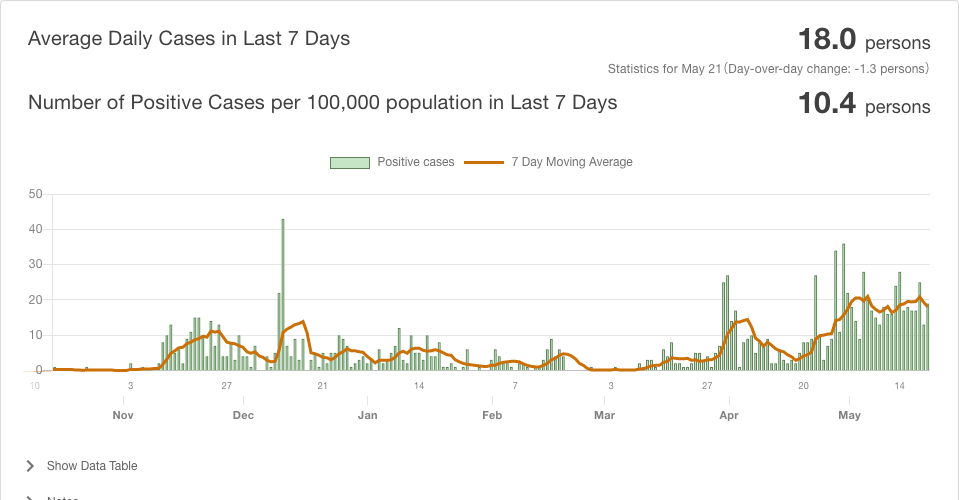 Average Daily Cases in Last 7 Days
18.0 persons
Statistics for May 21 (Day-over-day change: -1.3 persons)
Number of Positive Cases per 100,000 population in Last 7 Days
10.4 persons
Positive cases 7 Day Moving Average
50
40
30
20
10
0
10 3 27 21 14 7 3 27 20 14
Nov Dec Jan Feb Mar Apr May
Show Data Table
Notes